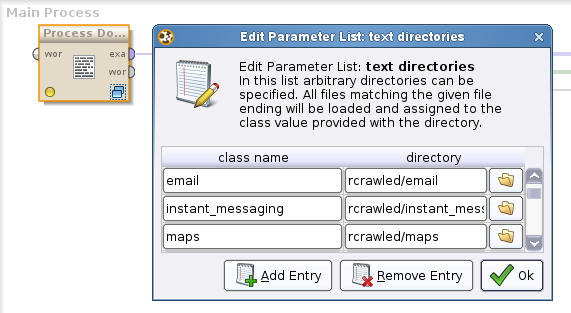 Main Process
Process Do...
wor
exa
wor
Edit Parameter List: text directories
Edit Parameter List: text directories
In this list arbitrary directories can be
specified. All files matching the given file
ending will be loaded and assigned to the
class value provided with the directory.
class name directory
email rcrawled/email
instant_messaging rcrawled/instant_mess
maps rcrawled/maps
Add Entry Remove Entry Ok